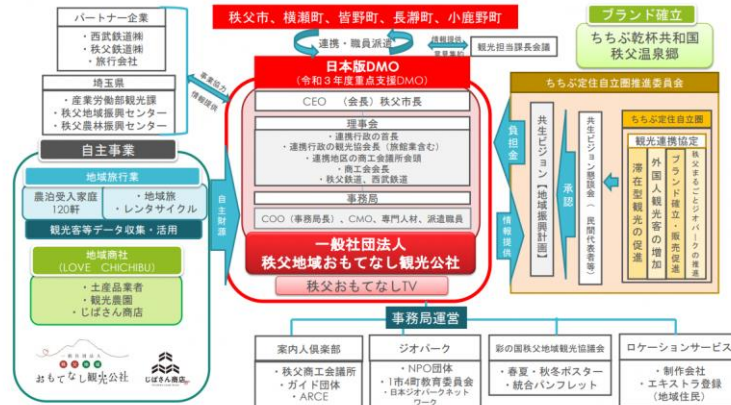 パートナー企業
・西武鉄道㈱
・秩父鉄道㈱
・旅行会社
埼玉県
・産業労働部観光課
・秩父地域振興センター
・秩父農林振興センター
事業協力
情報提供
秩父市、横瀬町、皆野町、長瀞町、小鹿野町
連携・職員派遣
情報提供
意見集約
観光担当課長会議
ブランド確立
ちちぶ乾杯共和国
秩父温泉郷
日本版DMO
（令和３年度重点支援DMO）
CEO （会長）秩父市長
理事会
・連携行政の首長
・連携行政の観光協会長（旅館業含む）
・連携地区の商工会議所会頭
・商工会会長
・秩父鉄道、西武鉄道
事務局
COO（事務局長）、CMO、専門人材、派遣職員
一般社団法人
秩父地域おもてなし観光公社
秩父おもてなしTV
自主事業
地域旅行業
農泊受入家庭
120軒
・地域旅
・レンタサイクル
観光客等データ収集・活用
地域商社
（LOVE CHICHIBU）
・土産品業者
・観光農園
・じばさん商店
おもてなし観光公社
じばさん商店
自主財源
負担金
情報提供
ちちぶ定住自立圏推進委員会
共生ビジョン【地域振興計画】
承認
共生ビジョン懇談会（民間代表者等）
ちちぶ定住自立圏
観光連携協定
滞在型観光の促進
外国人観光客の増加
ブランド確立・販売促進
秩父まるごとジオパークの推進
事務局運営
案内人倶楽部
・秩父商工会議所
・ガイド団体
・ARCE
ジオパーク
・NPO団体
・1市4町教育委員会
・日本ジオパークネット
ワーク
彩の国秩父地域観光協議会
・春夏・秋冬ポスター
・統合パンフレット
ロケーションサービス
・制作会社
・エキストラ登録
（地域住民）